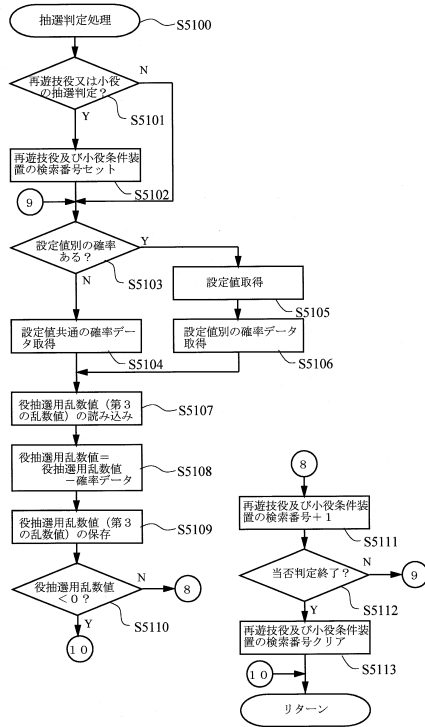 抽選判定処理
S5100
再遊技役又は小役
の抽選判定？
N
Y
S5101
再遊技役及び小役条件装
置の検索番号セット
S5102
9
設定値別の確率
ある？
Y
N
S5103
設定値取得
S5105
設定値共通の確率デー
タ取得
S5104
設定値別の確率データ
取得
S5106
役抽選用乱数値（第３
の乱数値）の読み込み
S5107
役抽選用乱数値＝
役抽選用乱数値
－確率データ
S5108
役抽選用乱数値（第３
の乱数値）の保存
S5109
役抽選用乱数値
＜0？
N
8
Y
S5110
10
8
再遊技役及び小役条件装
置の検索番号＋１
S5111
当否判定終了？
N
9
Y
S5112
再遊技役及び小役条件装
置の検索番号クリア
S5113
10
リターン